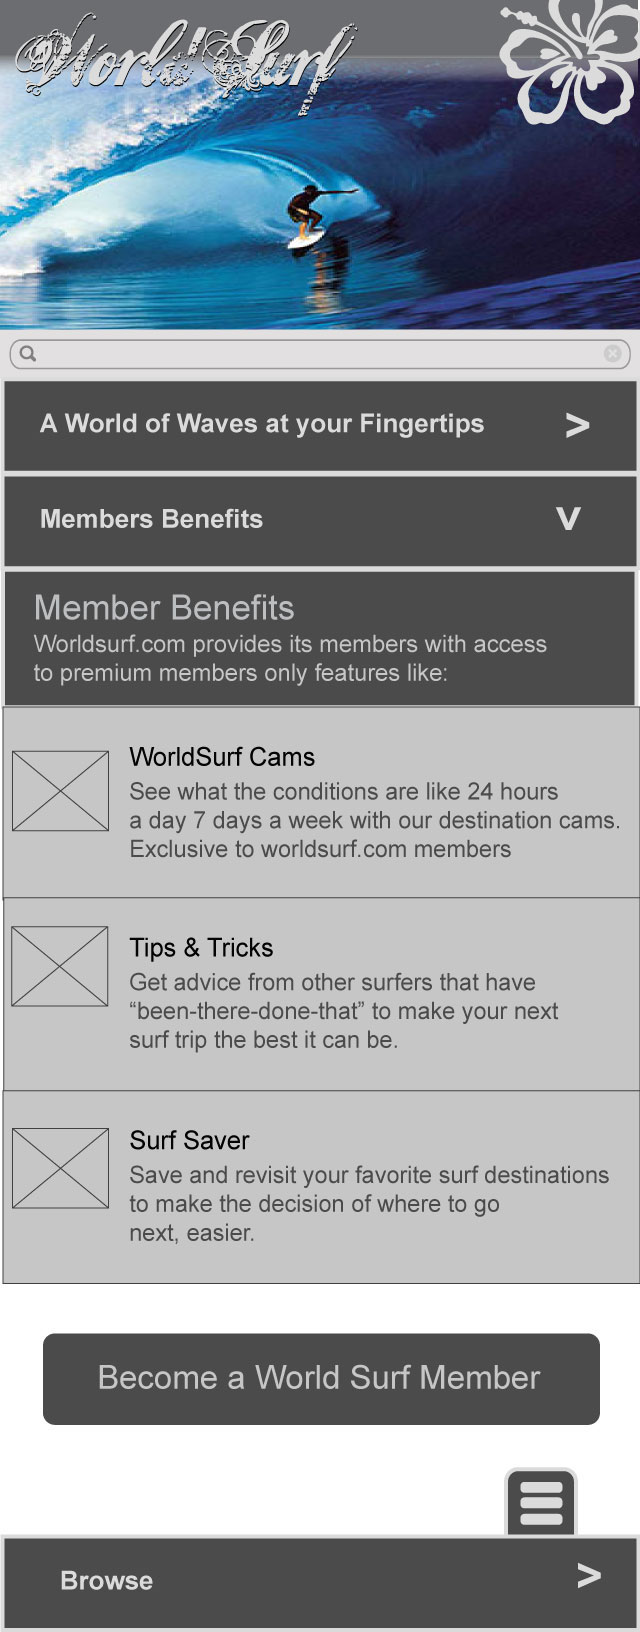 World Surf
A World of Waves at your Fingertips >
Members Benefits V
Member Benefits
Worldsurf.com provides its members with access
to premium members only features like:
WorldSurf Cams
See what the conditions are like 24 hours
a day 7 days a week with our destination cams.
Exclusive to worldsurf.com members
Tips & Tricks
Get advice from other surfers that have
“been-there-done-that” to make your next
surf trip the best it can be.
Surf Saver
Save and revisit your favorite surf destinations
to make the decision of where to go
next, easier.
Become a World Surf Member
Browse >